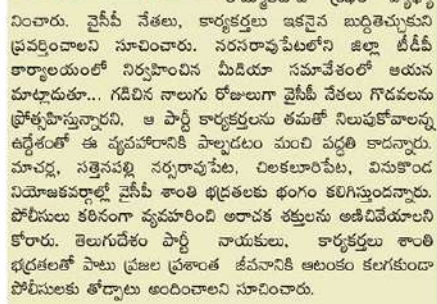 నించారు. వైసీపీ నేతలు, కార్యకర్తలు ఇకనైన బుద్దితెచ్చుకుని
ప్రవర్తించాలని సూచించారు. నరసరావుపేటలోని జిల్లా టీడీపీ
కార్యాలయంలో నిర్వహించిన మీడియా సమావేశంలో ఆయన
మాట్లాడుతూ... గడిచిన నాలుగు రోజులుగా వైసీపీ నేతలు గొడవలను
ప్రోత్సహిస్తున్నారని, ఆ పార్టీ కార్యకర్తలను తమతో నిలుపుకోవాలన్న
ఉద్దేశంతో ఈ వ్యవహారానికి పాల్పడటం మంచి పద్ధతి కాదన్నారు.
మాచర్ల, సత్తెనపల్లి నర్సరావుపేట, చిలకలూరిపేట, వినుకొండ
నియోజకవర్గాల్లో వైసీపీ శాంతి భద్రతలకు భంగం కలిగిస్తుందన్నారు.
పోలీసులు కఠినంగా వ్యవహరించి అరాచక శక్తులను అణిచివేయాలని
కోరారు. తెలుగుదేశం పార్టీ నాయకులు, కార్యకర్తలు శాంతి
భద్రతలతో పాటు ప్రజల ప్రశాంత జీవనానికి ఆటంకం కలగకుండా
పోలీసులకు తోడ్పాటు అందించాలని సూచించారు.